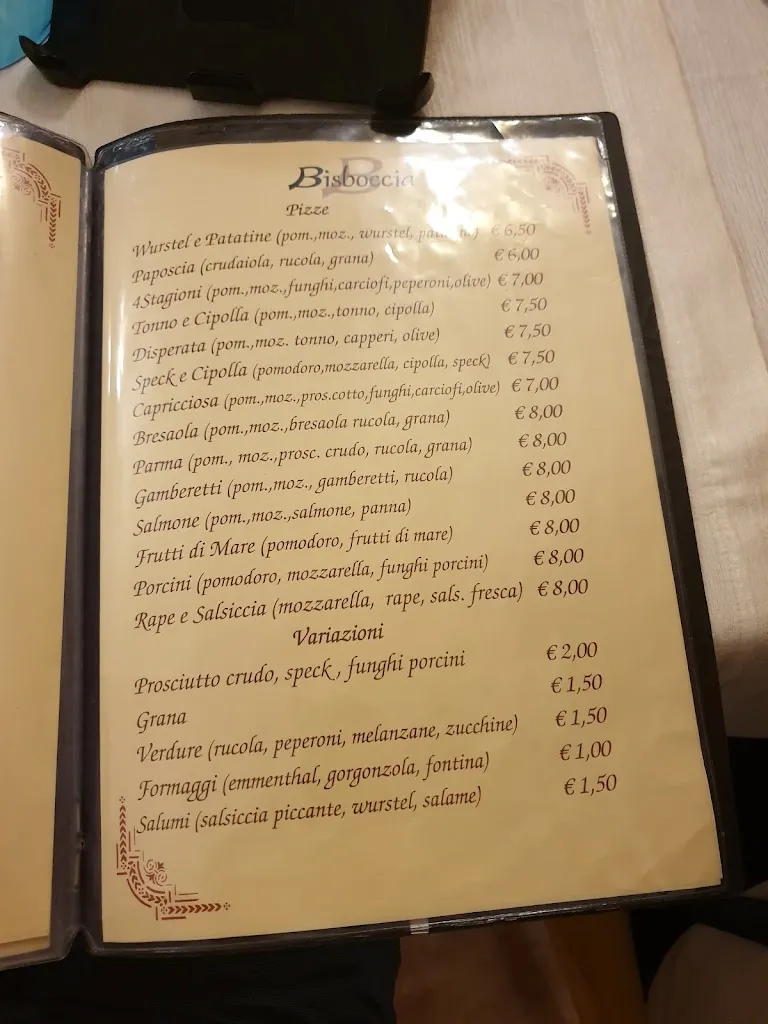 Bisboccia
Pizze
Wurstel e Patatine (pom.,moz., wurstel, patatine) € 6,50
Paposcia (crudaiola, rucola, grana) € 6,00
4Stagioni (pom.,moz.,funghi,carciofi,peperoni,olive) € 7,00
Tonno e Cipolla (pom.,moz.,tonno, cipolla) € 7,50
Disperata (pom.,moz. tonno, capperi, olive) € 7,50
Speck e Cipolla (pomodoro,mozzarella, cipolla, speck) € 7,50
Capricciosa (pom.,moz.,pros.cotto,funghi,carciofi,olive) € 7,00
Bresaola (pom.,moz.,bresaola rucola, grana) € 8,00
Parma (pom., moz.,prosc. crudo, rucola, grana) € 8,00
Gamberetti (pom.,moz., gamberetti, rucola) € 8,00
Salmone (pom.,moz.,salmone, panna) € 8,00
Frutti di Mare (pomodoro, frutti di mare) € 8,00
Porcini (pomodoro, mozzarella, funghi porcini) € 8,00
Rape e Salsiccia (mozzarella, rape, sals. fresca) € 8,00
Variazioni
Prosciutto crudo, speck, funghi porcini € 2,00
Grana € 1,50
Verdure (rucola, peperoni, melanzane, zucchine) € 1,50
Formaggi (emmenthal, gorgonzola, fontina) € 1,00
Salumi (salsiccia piccante, wurstel, salame) € 1,50